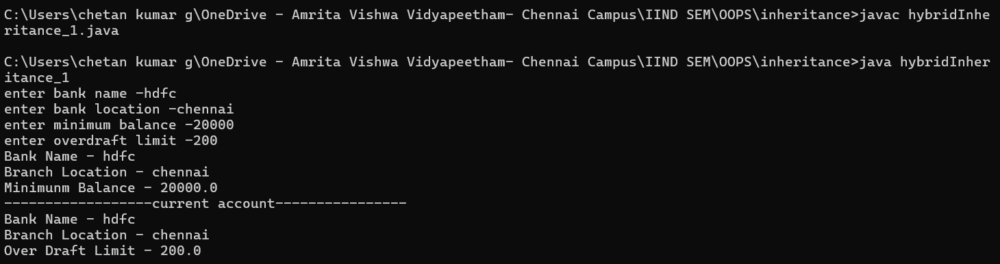 C:\Users\chetan kumar g\OneDrive - Amrita Vishwa Vidyapeetham- Chennai Campus\IIND SEM\OOPS\inheritance>javac hybridInhe
ritance_1.java
C:\Users\chetan kumar g\OneDrive - Amrita Vishwa Vidyapeetham- Chennai Campus\IIND SEM\OOPS\inheritance>java hybridInher
itance_1
enter bank name -hdfc
enter bank location -chennai
enter minimum balance -20000
enter overdraft limit -200
Bank Name - hdfc
Branch Location - chennai
Minimunm Balance - 20000.0
------------------current account----------------
Bank Name - hdfc
Branch Location - chennai
Over Draft Limit - 200.0